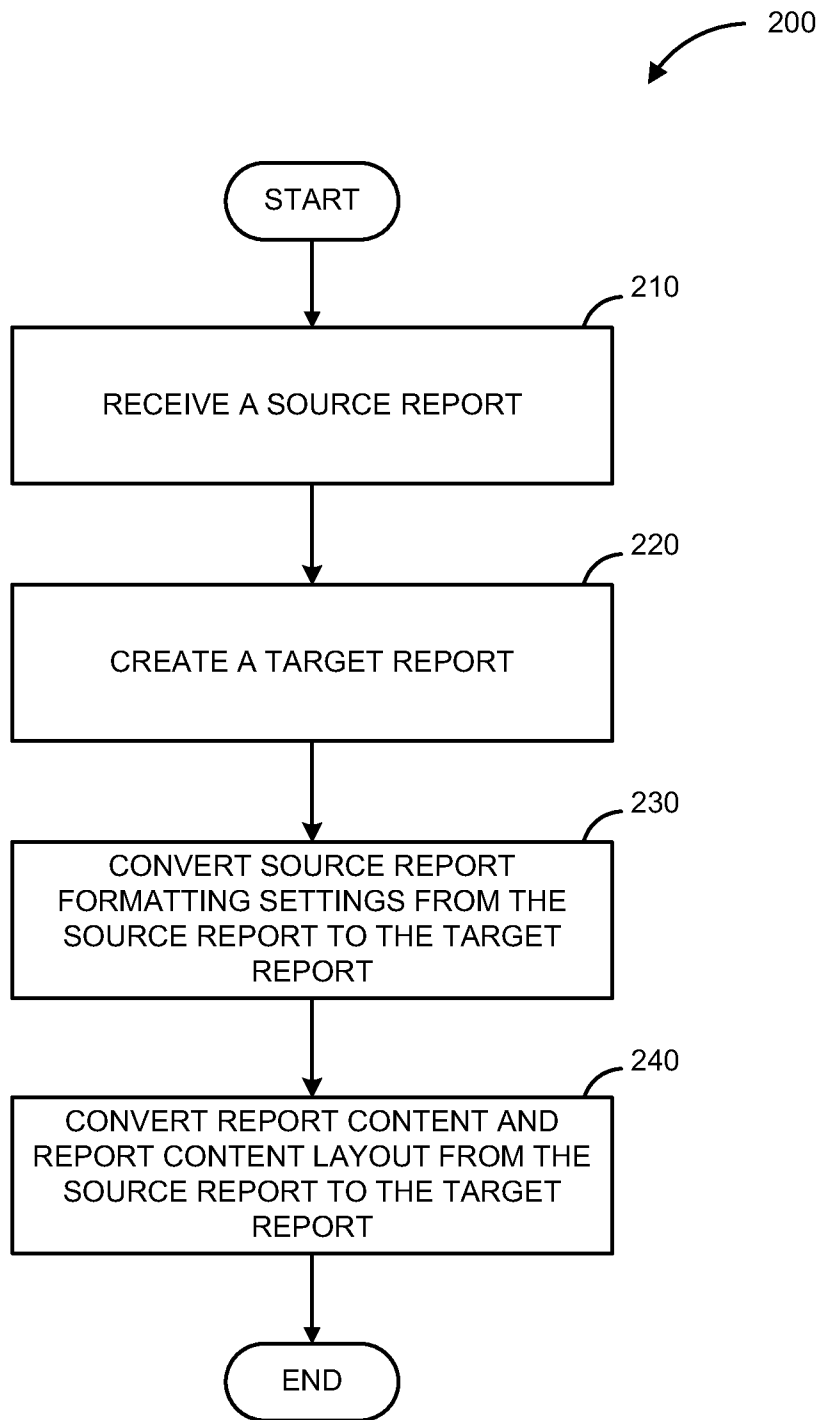 200
START
210
RECEIVE A SOURCE REPORT
220
CREATE A TARGET REPORT
230
CONVERT SOURCE REPORT
FORMATTING SETTINGS FROM THE
SOURCE REPORT TO THE TARGET
REPORT
240
CONVERT REPORT CONTENT AND
REPORT CONTENT LAYOUT FROM THE
SOURCE REPORT TO THE TARGET
REPORT
END